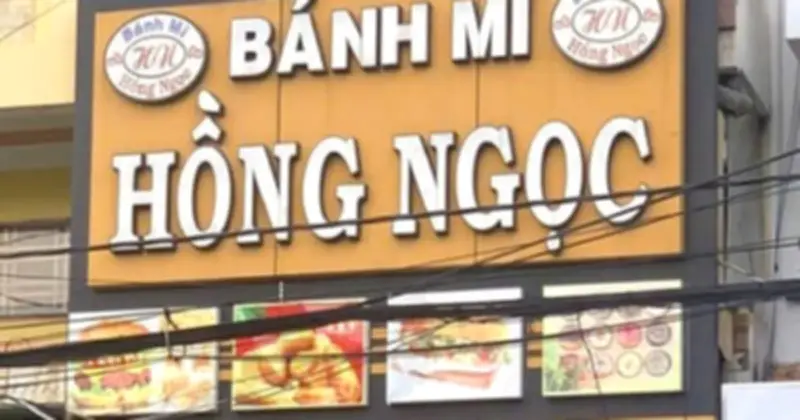 Bánh Mì
HN
Hồng Ngọc
BÁNH MÌ
HN
Hồng Ngọc
HỒNG NGỌC